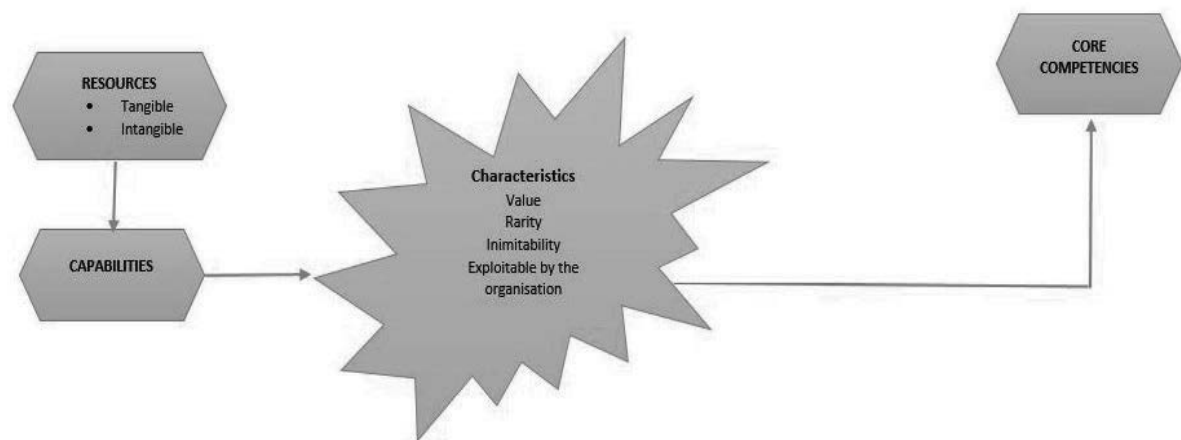 RESOURCES
• Tangible
• Intangible
CAPABILITIES
Characteristics
Value
Rarity
Inimitability
Exploitable by the
organisation
CORE
COMPETENCIES